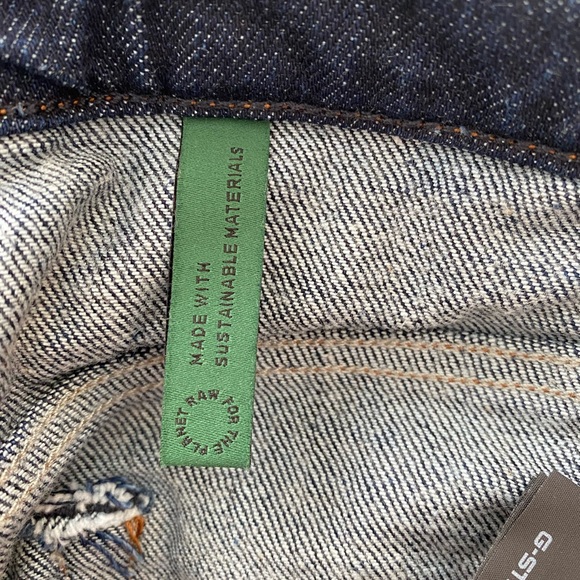 MADE WITH
SUSTAINABLE MATERIALS
RAW FOR THE PLANET
G-ST